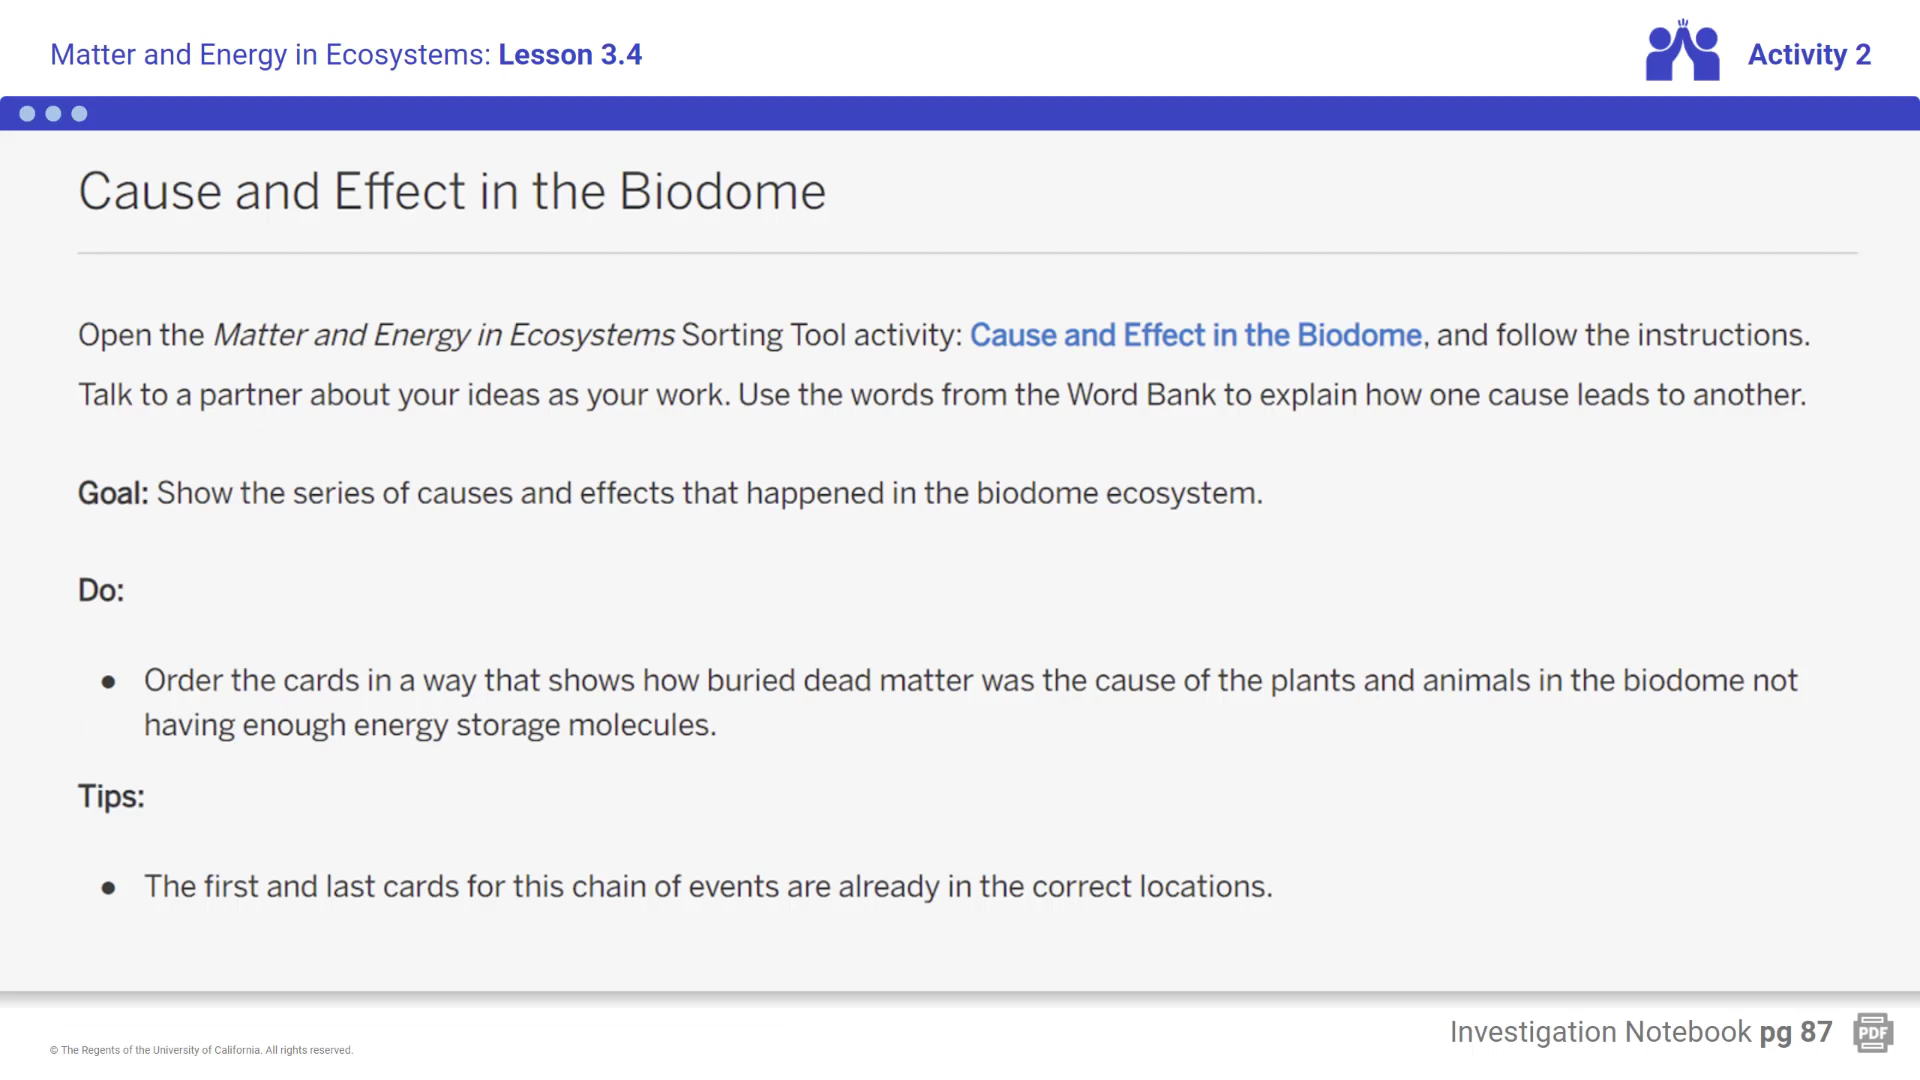 Matter and Energy in Ecosystems: Lesson 3.4
Activity 2
Cause and Effect in the Biodome
Open the Matter and Energy in Ecosystems Sorting Tool activity: Cause and Effect in the Biodome, and follow the instructions.
Talk to a partner about your ideas as your work. Use the words from the Word Bank to explain how one cause leads to another.
Goal: Show the series of causes and effects that happened in the biodome ecosystem.
Do:
● Order the cards in a way that shows how buried dead matter was the cause of the plants and animals in the biodome not
having enough energy storage molecules.
Tips:
● The first and last cards for this chain of events are already in the correct locations.
Investigation Notebook pg 87
PDF
© The Regents of the University of California. All rights reserved.